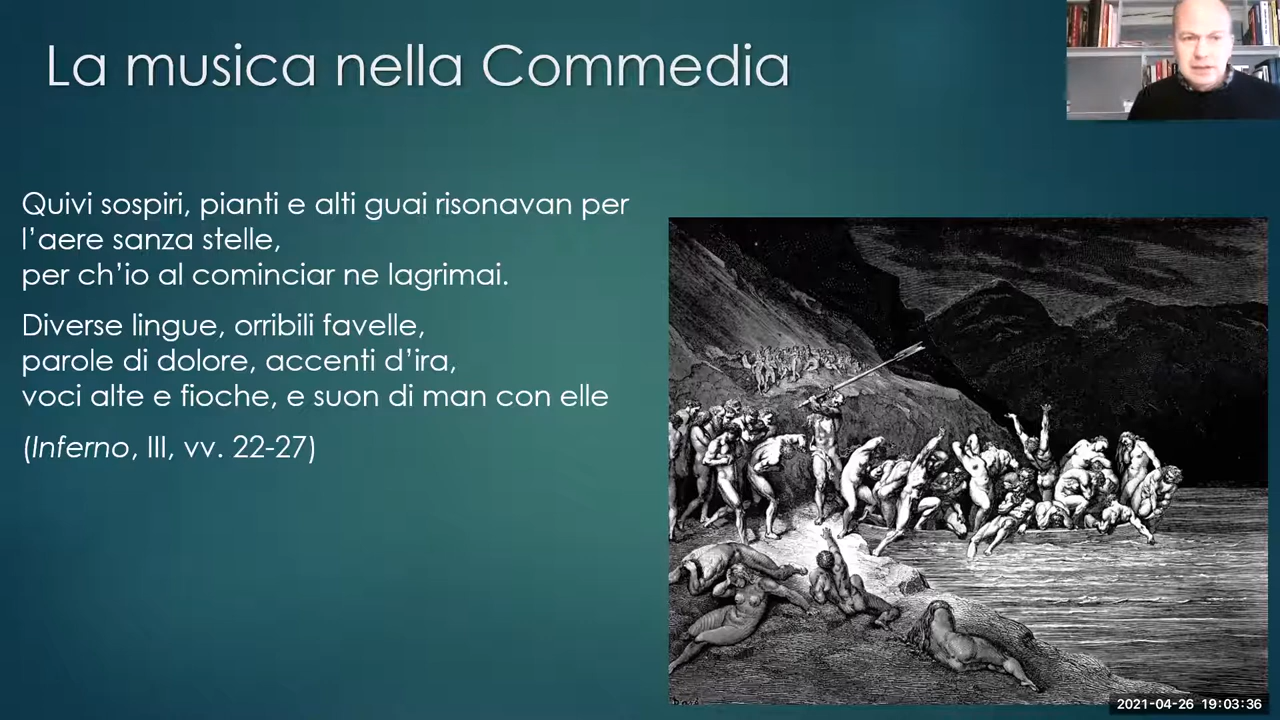 La musica nella Commedia
Quivi sospiri, pianti e alti guai risonavan per
l’aere sanza stelle,
per ch’io al cominciar ne lagrimai.
Diverse lingue, orribili favelle,
parole di dolore, accenti d’ira,
voci alte e fioche, e suon di man con elle
(Inferno, III, vv. 22-27)
2021-04-26 19:03:36